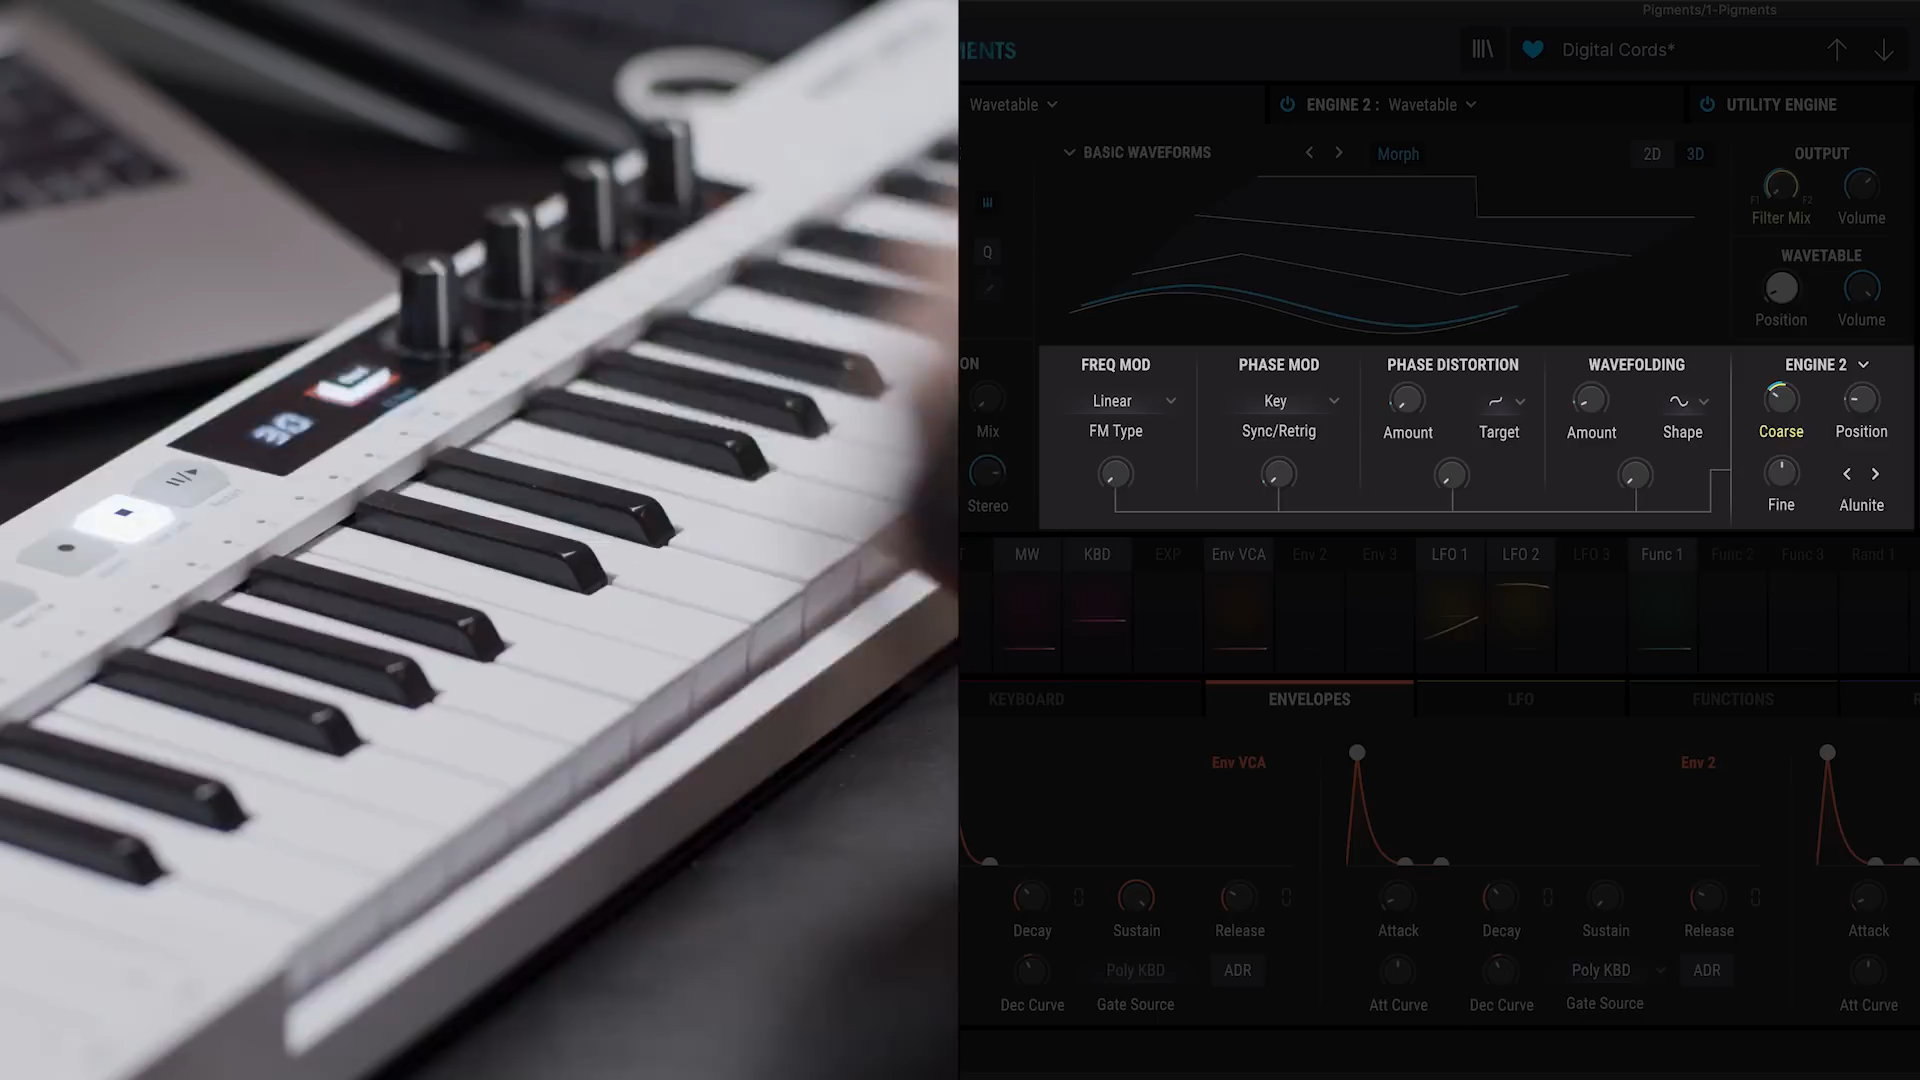 30
Pigments/1-Pigments
MENTS
Digital Cords*
Wavetable
ENGINE 2 : Wavetable
UTILITY ENGINE
BASIC WAVEFORMS
Morph
2D 3D
OUTPUT
F1 F2
Filter Mix Volume
Q
WAVETABLE
Position Volume
ON
FREQ MOD PHASE MOD PHASE DISTORTION WAVEFOLDING ENGINE 2
Linear Key
Mix FM Type Sync/Retrig Amount Target Amount Shape Coarse Position
Stereo Fine Alunite
MW KBD EXP Env VCA Env 2 Env 3 LFO 1 LFO 2 LFO 3 Func 1 Func 2 Func 3 Rand 1
KEYBOARD ENVELOPES LFO FUNCTIONS
Env VCA Env 2
Decay Sustain Release Attack Decay Sustain Release Attack
Poly KBD ADR Poly KBD ADR
Dec Curve Gate Source Att Curve Dec Curve Gate Source Att Curve